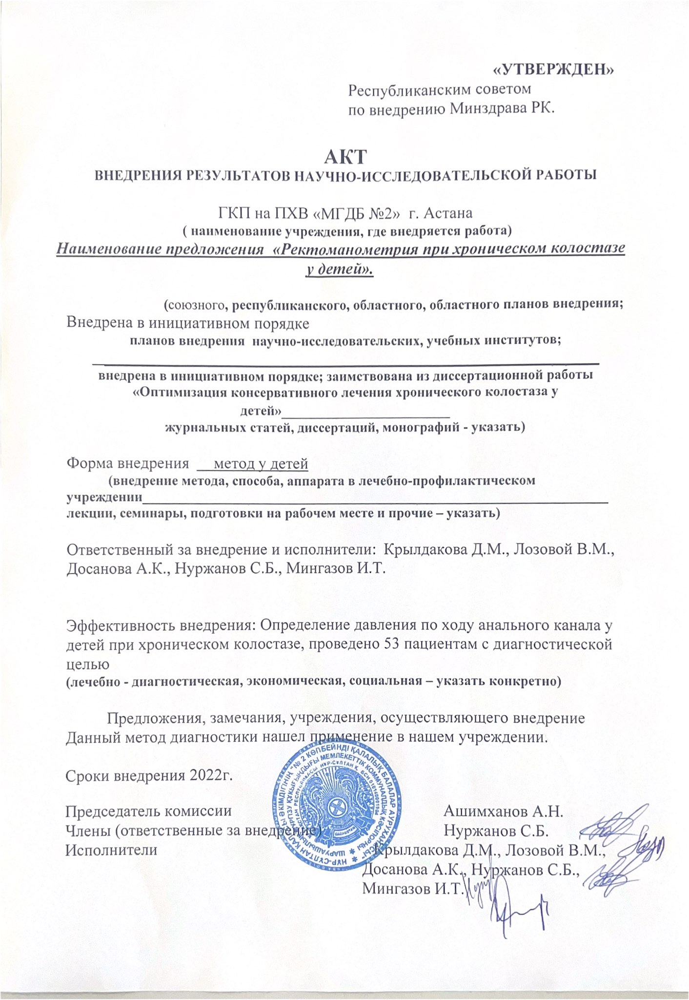 «УТВЕРЖДЕН»
Республиканским советом
по внедрению Минздрава РК.
АКТ
ВНЕДРЕНИЯ РЕЗУЛЬТАТОВ НАУЧНО-ИССЛЕДОВАТЕЛЬСКОЙ РАБОТЫ
ГКП на ПХВ «МГДБ №2» г. Астана
( наименование учреждения, где внедряется работа)
Наименование предложения «Ректоманометрия при хроническом колостазе
у детей».
(союзного, республиканского, областного, областного планов внедрения;
Внедрена в инициативном порядке
планов внедрения научно-исследовательских, учебных институтов;
внедрена в инициативном порядке; заимствована из диссертационной работы
«Оптимизация консервативного лечения хронического колостаза у
детей»
журнальных статей, диссертаций, монографий - указать)
Форма внедрения метод у детей
(внедрение метода, способа, аппарата в лечебно-профилактическом
учреждении
лекции, семинары, подготовки на рабочем месте и прочие – указать)
Ответственный за внедрение и исполнители: Крылдакова Д.М., Лозовой В.М.,
Досанова А.К., Нуржанов С.Б., Мингазов И.Т.
Эффективность внедрения: Определение давления по ходу анального канала у
детей при хроническом колостазе, проведено 53 пациентам с диагностической
целью
(лечебно - диагностическая, экономическая, социальная – указать конкретно)
Предложения, замечания, учреждения, осуществляющего внедрение
Данный метод диагностики нашел применение в нашем учреждении.
Сроки внедрения 2022г.
Председатель комиссии Ашимханов А.Н.
Члены (ответственные за внедрение) Нуржанов С.Б.
Исполнители Крылдакова Д.М., Лозовой В.М.,
Досанова А.К., Нуржанов С.Б.,
Мингазов И.Т.
НҰР-СҰЛТАН ҚАЛАСЫ ӘКІМДІГІНІҢ "№ 2 КӨПБЕЙІНДІ ҚАЛАЛЫҚ БАЛАЛАР АУРУХАНАСЫ"
ШАРУАШЫЛЫҚ ЖҮРГІЗУ ҚҰҚЫҒЫНДАҒЫ МЕМЛЕКЕТТІК КОММУНАЛДЫҚ КӘСІПОРНЫ
ҚАЗАҚСТАН РЕСПУБЛИКАСЫ НҰР-СҰЛТАН Қ.